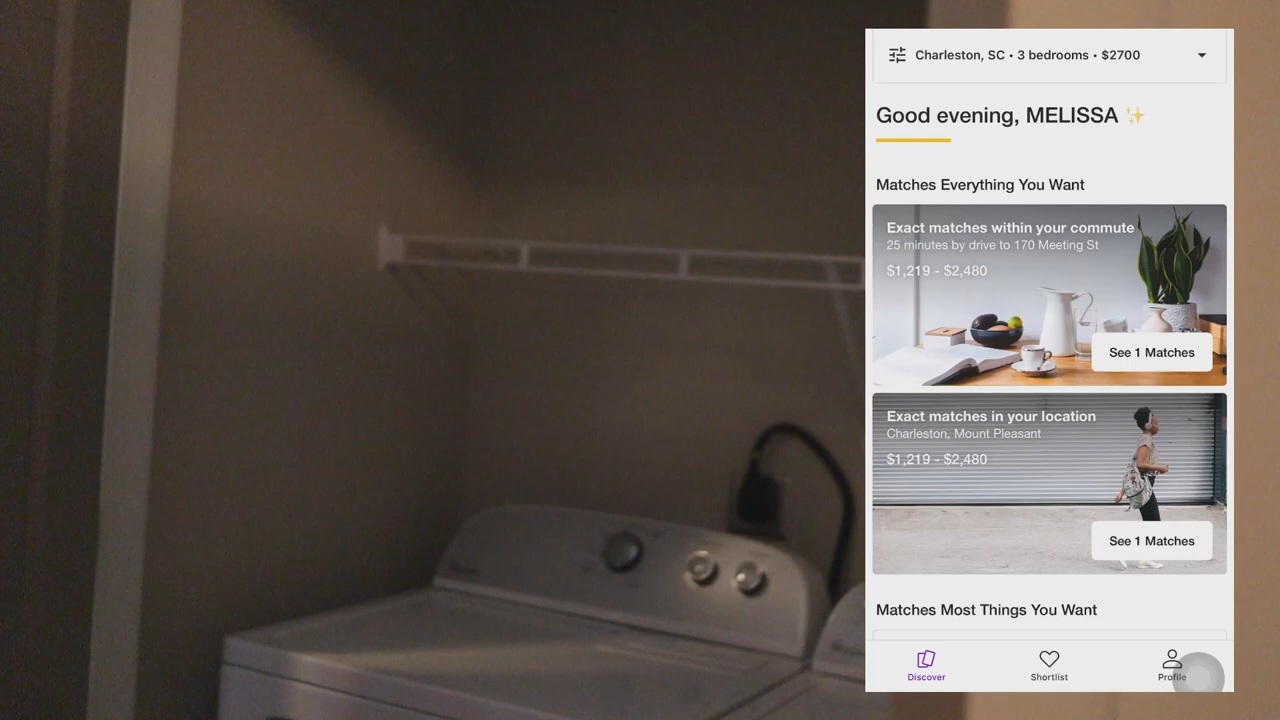 Charleston, SC • 3 bedrooms • $2700
Good evening, MELISSA ✨
Matches Everything You Want
Exact matches within your commute
25 minutes by drive to 170 Meeting St
$1,219 - $2,480
See 1 Matches
Exact matches in your location
Charleston, Mount Pleasant
$1,219 - $2,480
See 1 Matches
Matches Most Things You Want
Discover
Shortlist
Profile